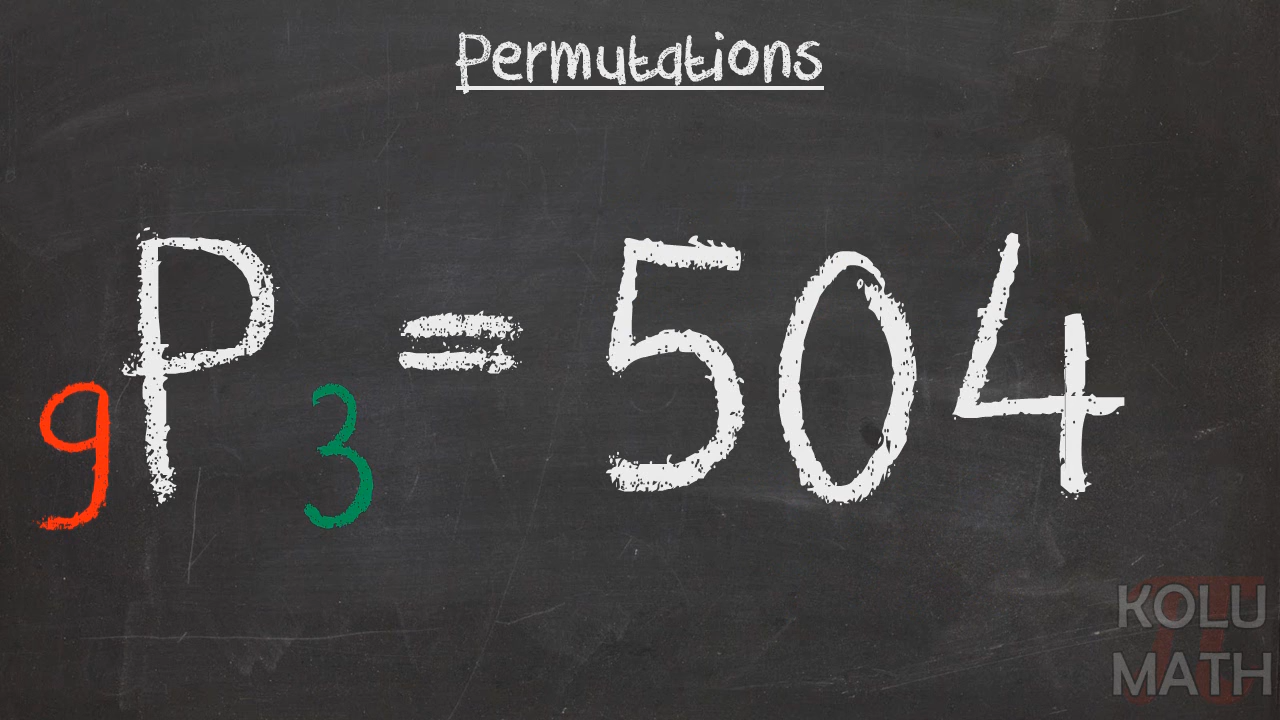 Permutations
9P3 = 504
KOLU
MATH